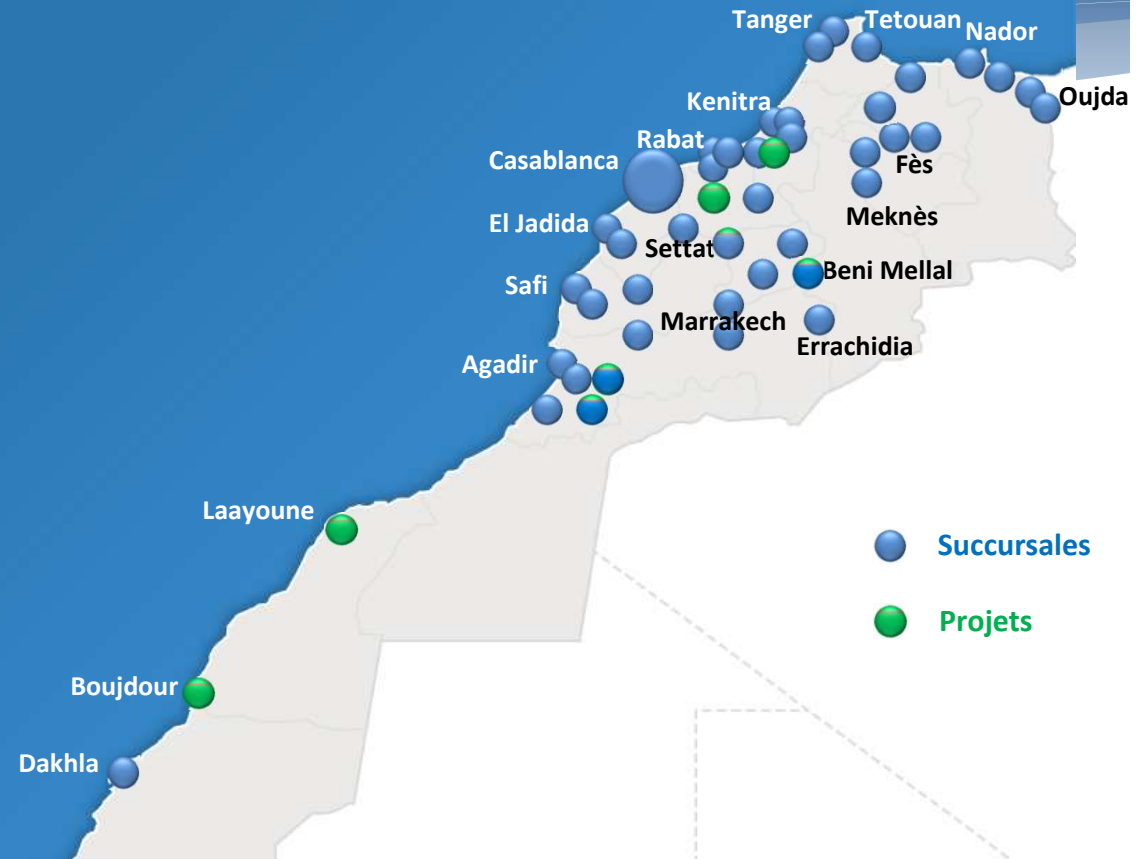 Tanger
Tetouan
Nador
Oujda
Kenitra
Rabat
Casablanca
Fès
Meknès
El Jadida
Settat
Beni Mellal
Safi
Marrakech
Errachidia
Agadir
Laayoune
Succursales
Projets
Boujdour
Dakhla